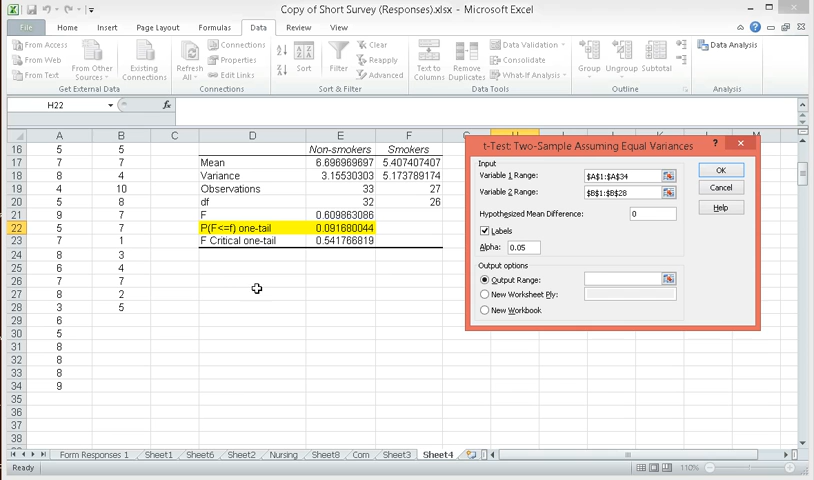 Copy of Short Survey (Responses).xlsx - Microsoft Excel
File Home Insert Page Layout Formulas Data Review View
From Access
From Web
From Text
From Other Sources
Existing Connections
Get External Data
Refresh All
Connections
Properties
Edit Links
Connections
Sort
Filter
Clear
Reapply
Advanced
Sort & Filter
Text to Columns
Remove Duplicates
Data Validation
Consolidate
What-If Analysis
Data Tools
Group
Ungroup
Subtotal
Outline
Data Analysis
Analysis
H22 fx
A B C D E F
16 5 5 Non-smokers Smokers
17 7 7 Mean 6.696969697 5.407407407
18 8 4 Variance 3.15530303 5.173789174
19 4 10 Observations 33 27
20 5 8 df 32 26
21 9 7 F 0.609863086
22 5 7 P(F<=f) one-tail 0.091680044
23 7 1 F Critical one-tail 0.541766819
24 8 3
25 6 4
26 7 7
27 8 2
28 3 5
29 6
30 5
31 8
32 8
33 8
34 9
35
36
37
38
t-Test: Two-Sample Assuming Equal Variances
Input
Variable 1 Range: $A$1:$A$34
Variable 2 Range: $B$1:$B$28
Hypothesized Mean Difference: 0
Labels
Alpha: 0.05
Output options
Output Range:
New Worksheet Ply:
New Workbook
OK
Cancel
Help
Form Responses 1 Sheet1 Sheet6 Sheet2 Nursing Sheet8 Com Sheet3 Sheet4
Ready 110%